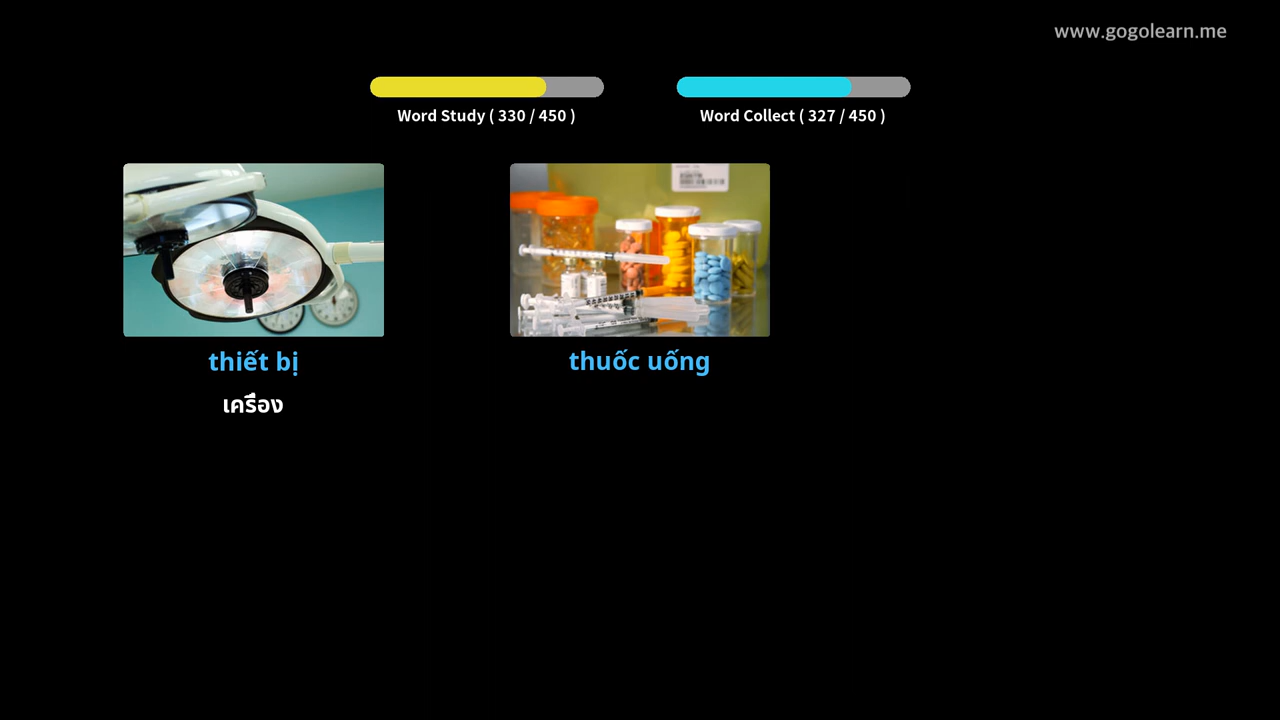 www.gogolearn.me
Word Study ( 330 / 450 )
Word Collect ( 327 / 450 )
thiết bị
เครื่อง
thuốc uống